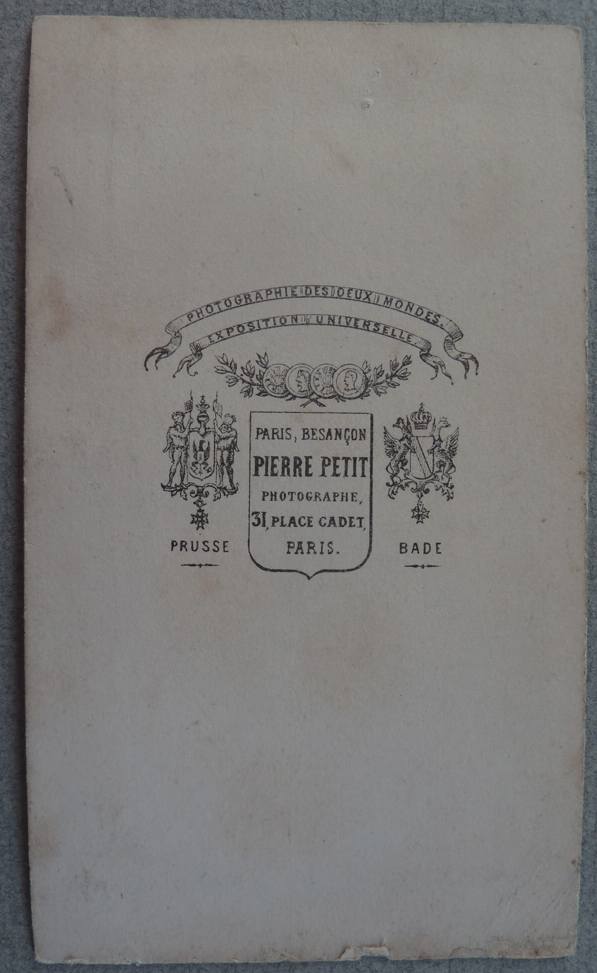 PHOTOGRAPHIE DES DEUX MONDES.
EXPOSITION UNIVERSELLE.
PARIS, BESANÇON
PIERRE PETIT
PHOTOGRAPHE,
31, PLACE CADET,
PARIS.
PRUSSE
BADE